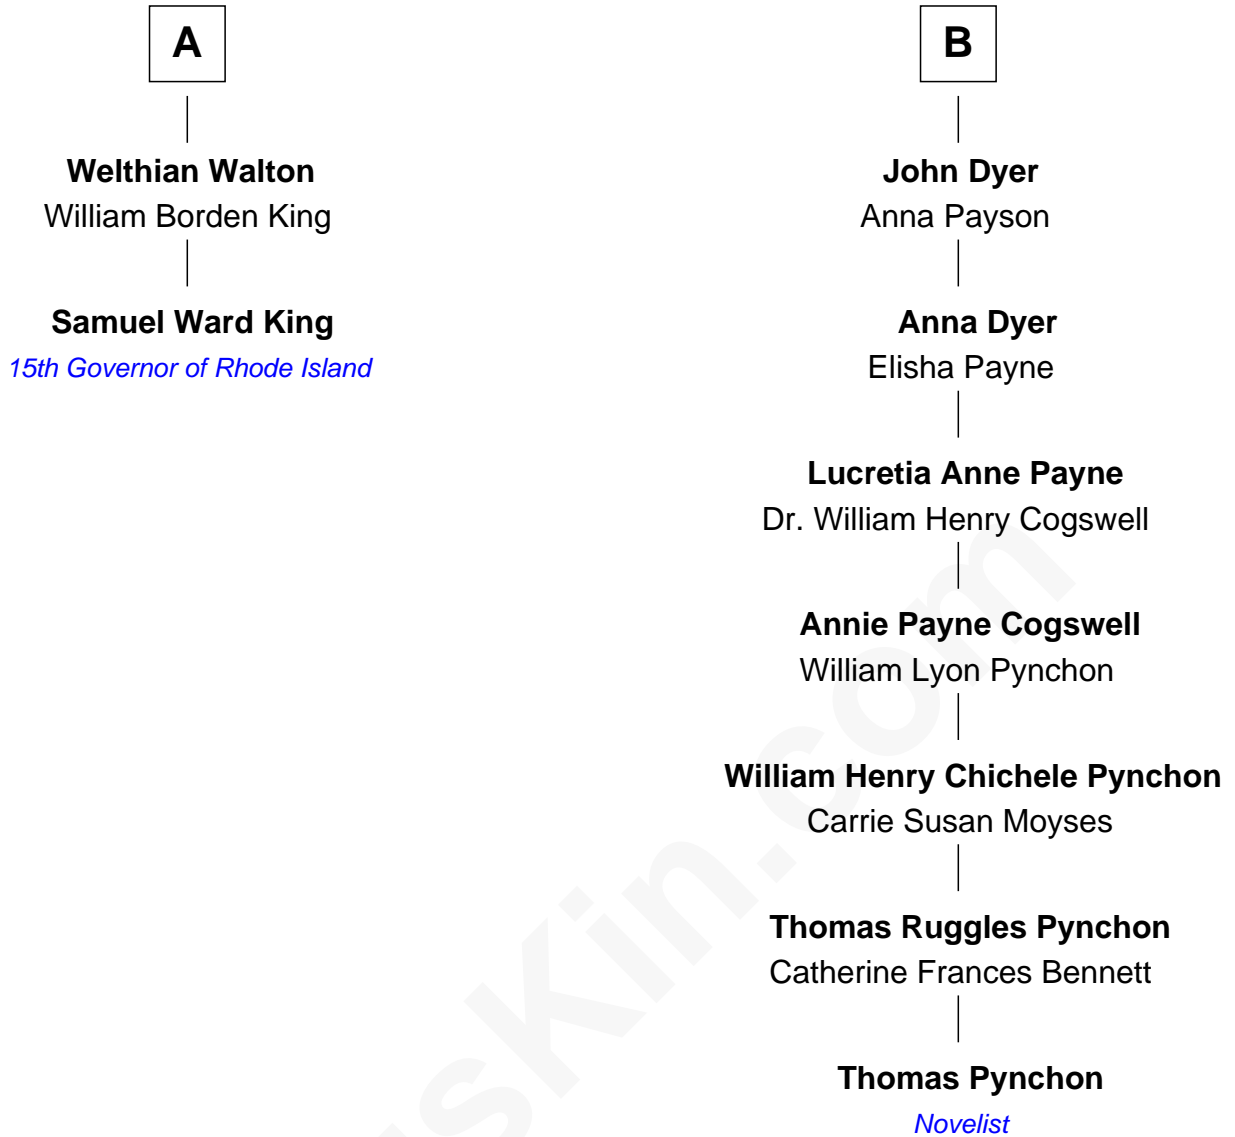 A
Welthian Walton
William Borden King
Samuel Ward King
15th Governor of Rhode Island
B
John Dyer
Anna Payson
Anna Dyer
Elisha Payne
Lucretia Anne Payne
Dr. William Henry Cogswell
Annie Payne Cogswell
William Lyon Pynchon
William Henry Chichele Pynchon
Carrie Susan Moyses
Thomas Ruggles Pynchon
Catherine Frances Bennett
Thomas Pynchon
Novelist